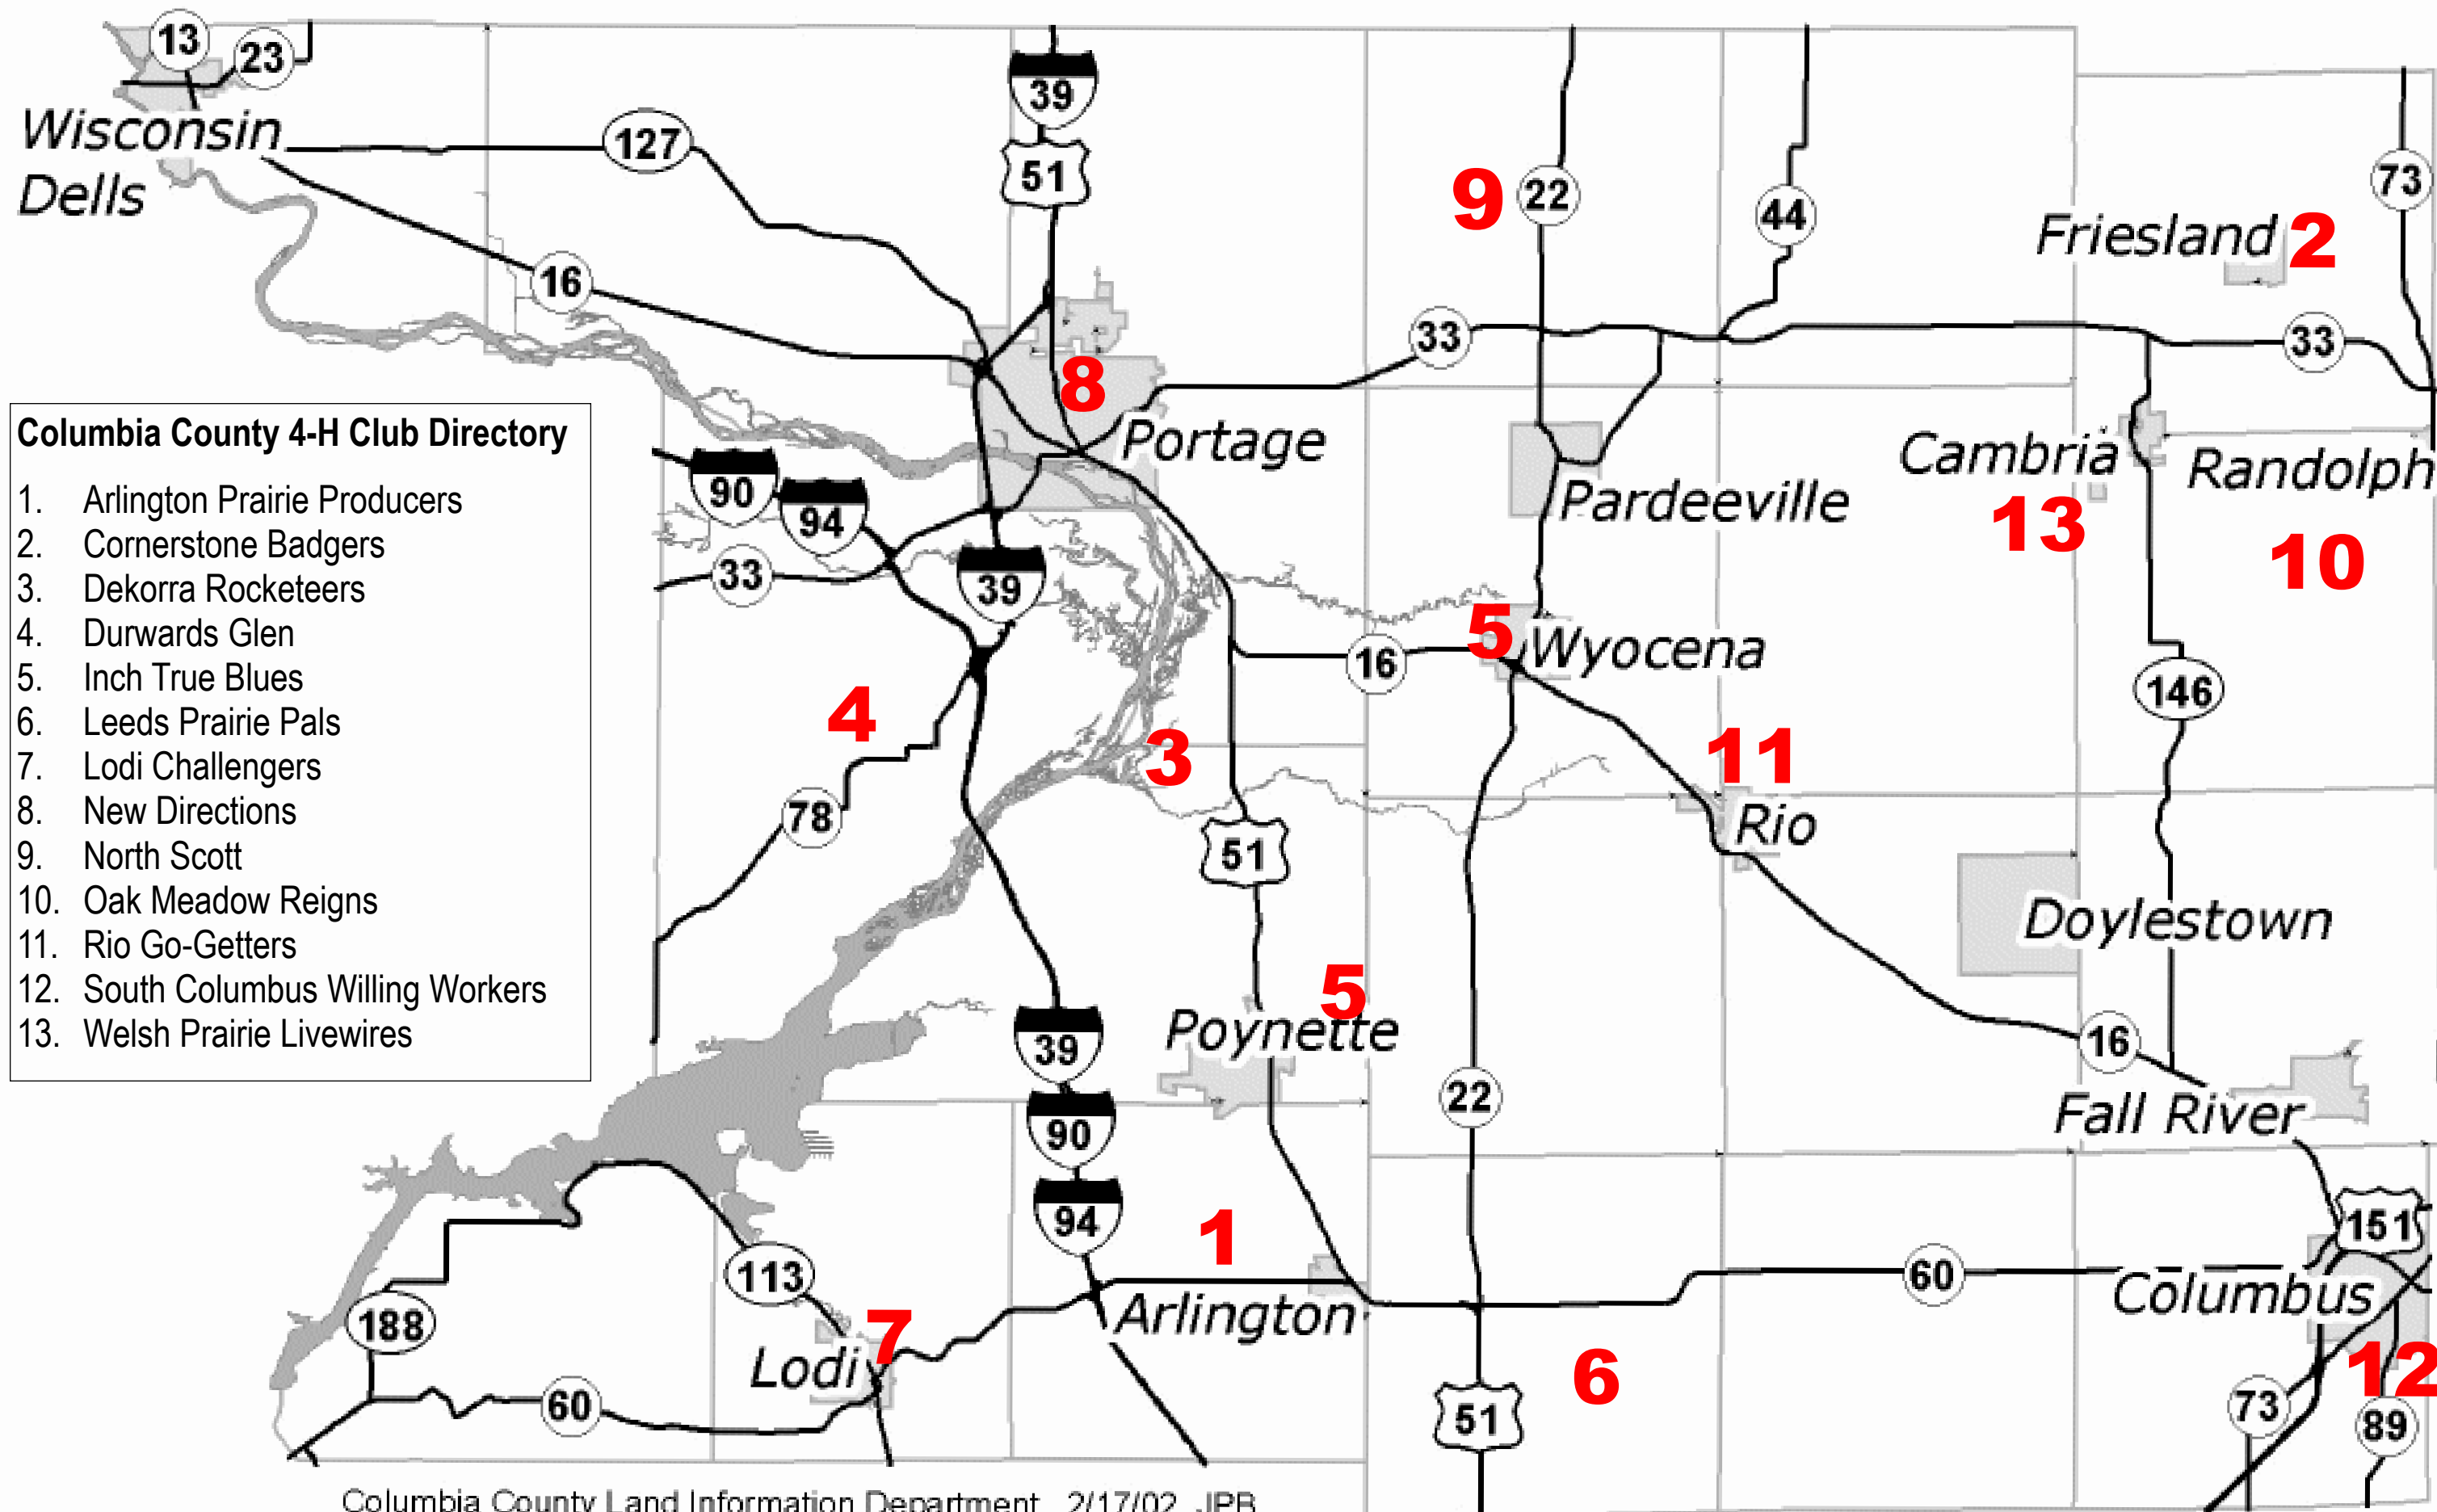 13
23
Wisconsin
Dells
127
39
51
9
22
44
73
Friesland 2
16
33
33
8
Portage
Columbia County 4-H Club Directory
1. Arlington Prairie Producers
2. Cornerstone Badgers
3. Dekorra Rocketeers
4. Durwards Glen
5. Inch True Blues
6. Leeds Prairie Pals
7. Lodi Challengers
8. New Directions
9. North Scott
10. Oak Meadow Reigns
11. Rio Go-Getters
12. South Columbus Willing Workers
13. Welsh Prairie Livewires
90
94
33
39
Pardeeville
Cambria
Randolph
13
10
5 Wyocena
16
146
4
3
11
78
Rio
51
Doylestown
5
Poynette
39
90
94
22
16
Fall River
1
151
113
60
Columbus
188
7
Arlington
Lodi
6
12
60
51
73
89
Columbia County Land Information Department 2/17/02 JPB